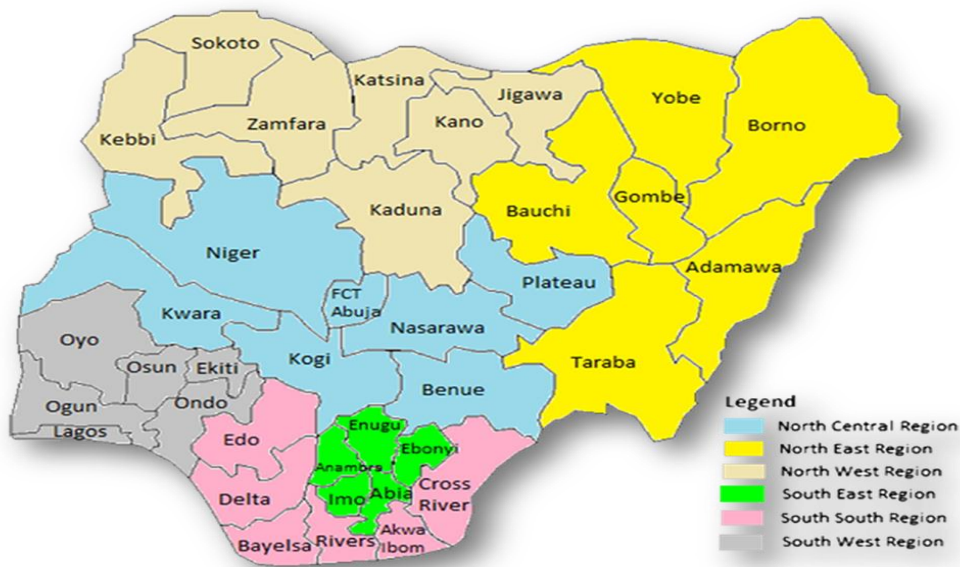 Sokoto
Katsina
Jigawa
Yobe
Borno
Kano
Zamfara
Kebbi
Gombe
Bauchi
Kaduna
Niger
Adamawa
Plateau
FCT
Abuja
Kwara
Nasarawa
Oyo
Kogi
Taraba
Osun
Ekiti
Benue
Ogun
Ondo
Lagos
Enugu
Edo
Ebonyi
Anambra
Delta
Imo
Abia
Cross
River
Akwa
Ibom
Bayelsa
Rivers
Legend
North Central Region
North East Region
North West Region
South East Region
South South Region
South West Region